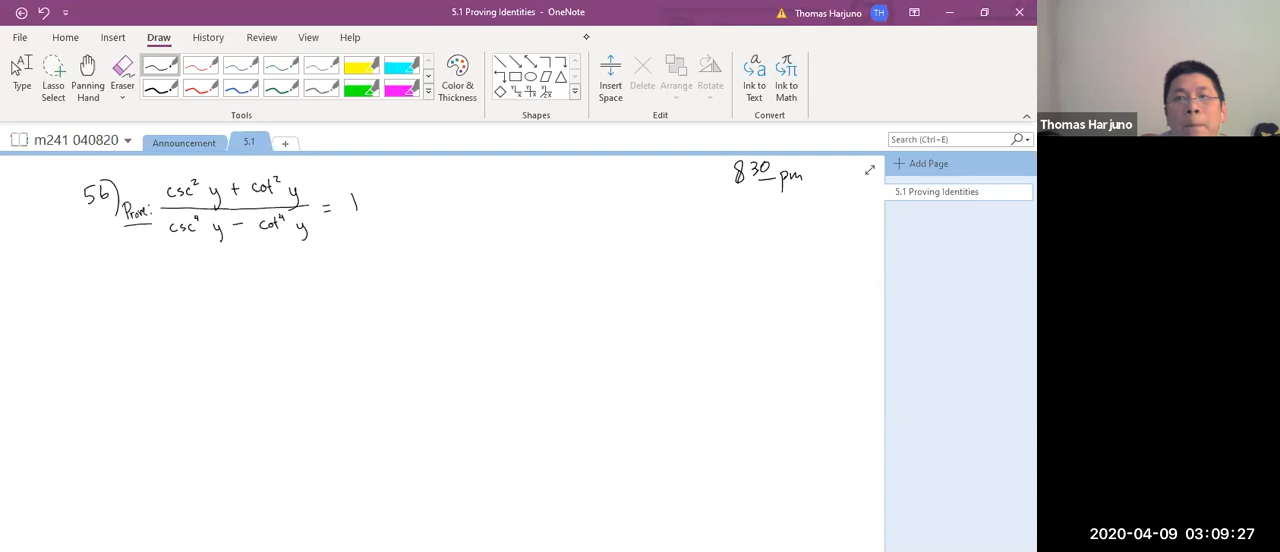 5.1 Proving Identities - OneNote
Thomas Harjuno TH
File Home Insert Draw History Review View Help
Type Lasso Select Panning Hand Eraser Color & Thickness Insert Space Delete Arrange Rotate Ink to Text Ink to Math
Tools Shapes Edit Convert
m241 040820 Announcement 5.1
Search (Ctrl+E)
Thomas Harjuno
Add Page
5.1 Proving Identities
8 30 pm
56) Prove: (csc² y + cot² y) / (csc⁴ y − cot⁴ y) = 1
2020-04-09 03:09:27